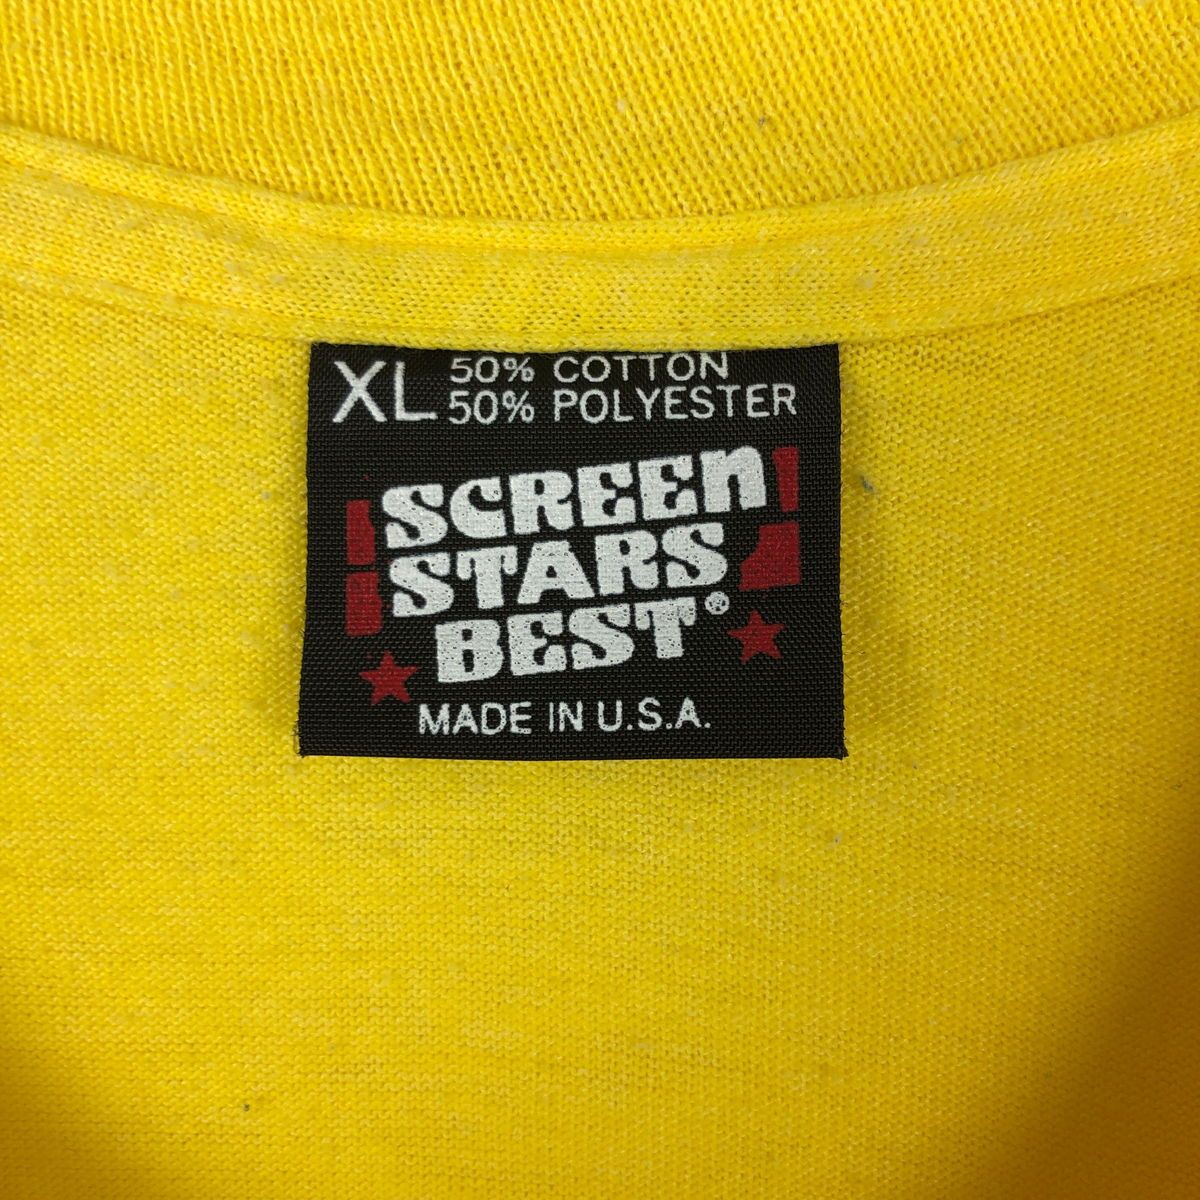 XL 50% COTTON
50% POLYESTER
SCREEn
STARS
BEST®
MADE IN U.S.A.